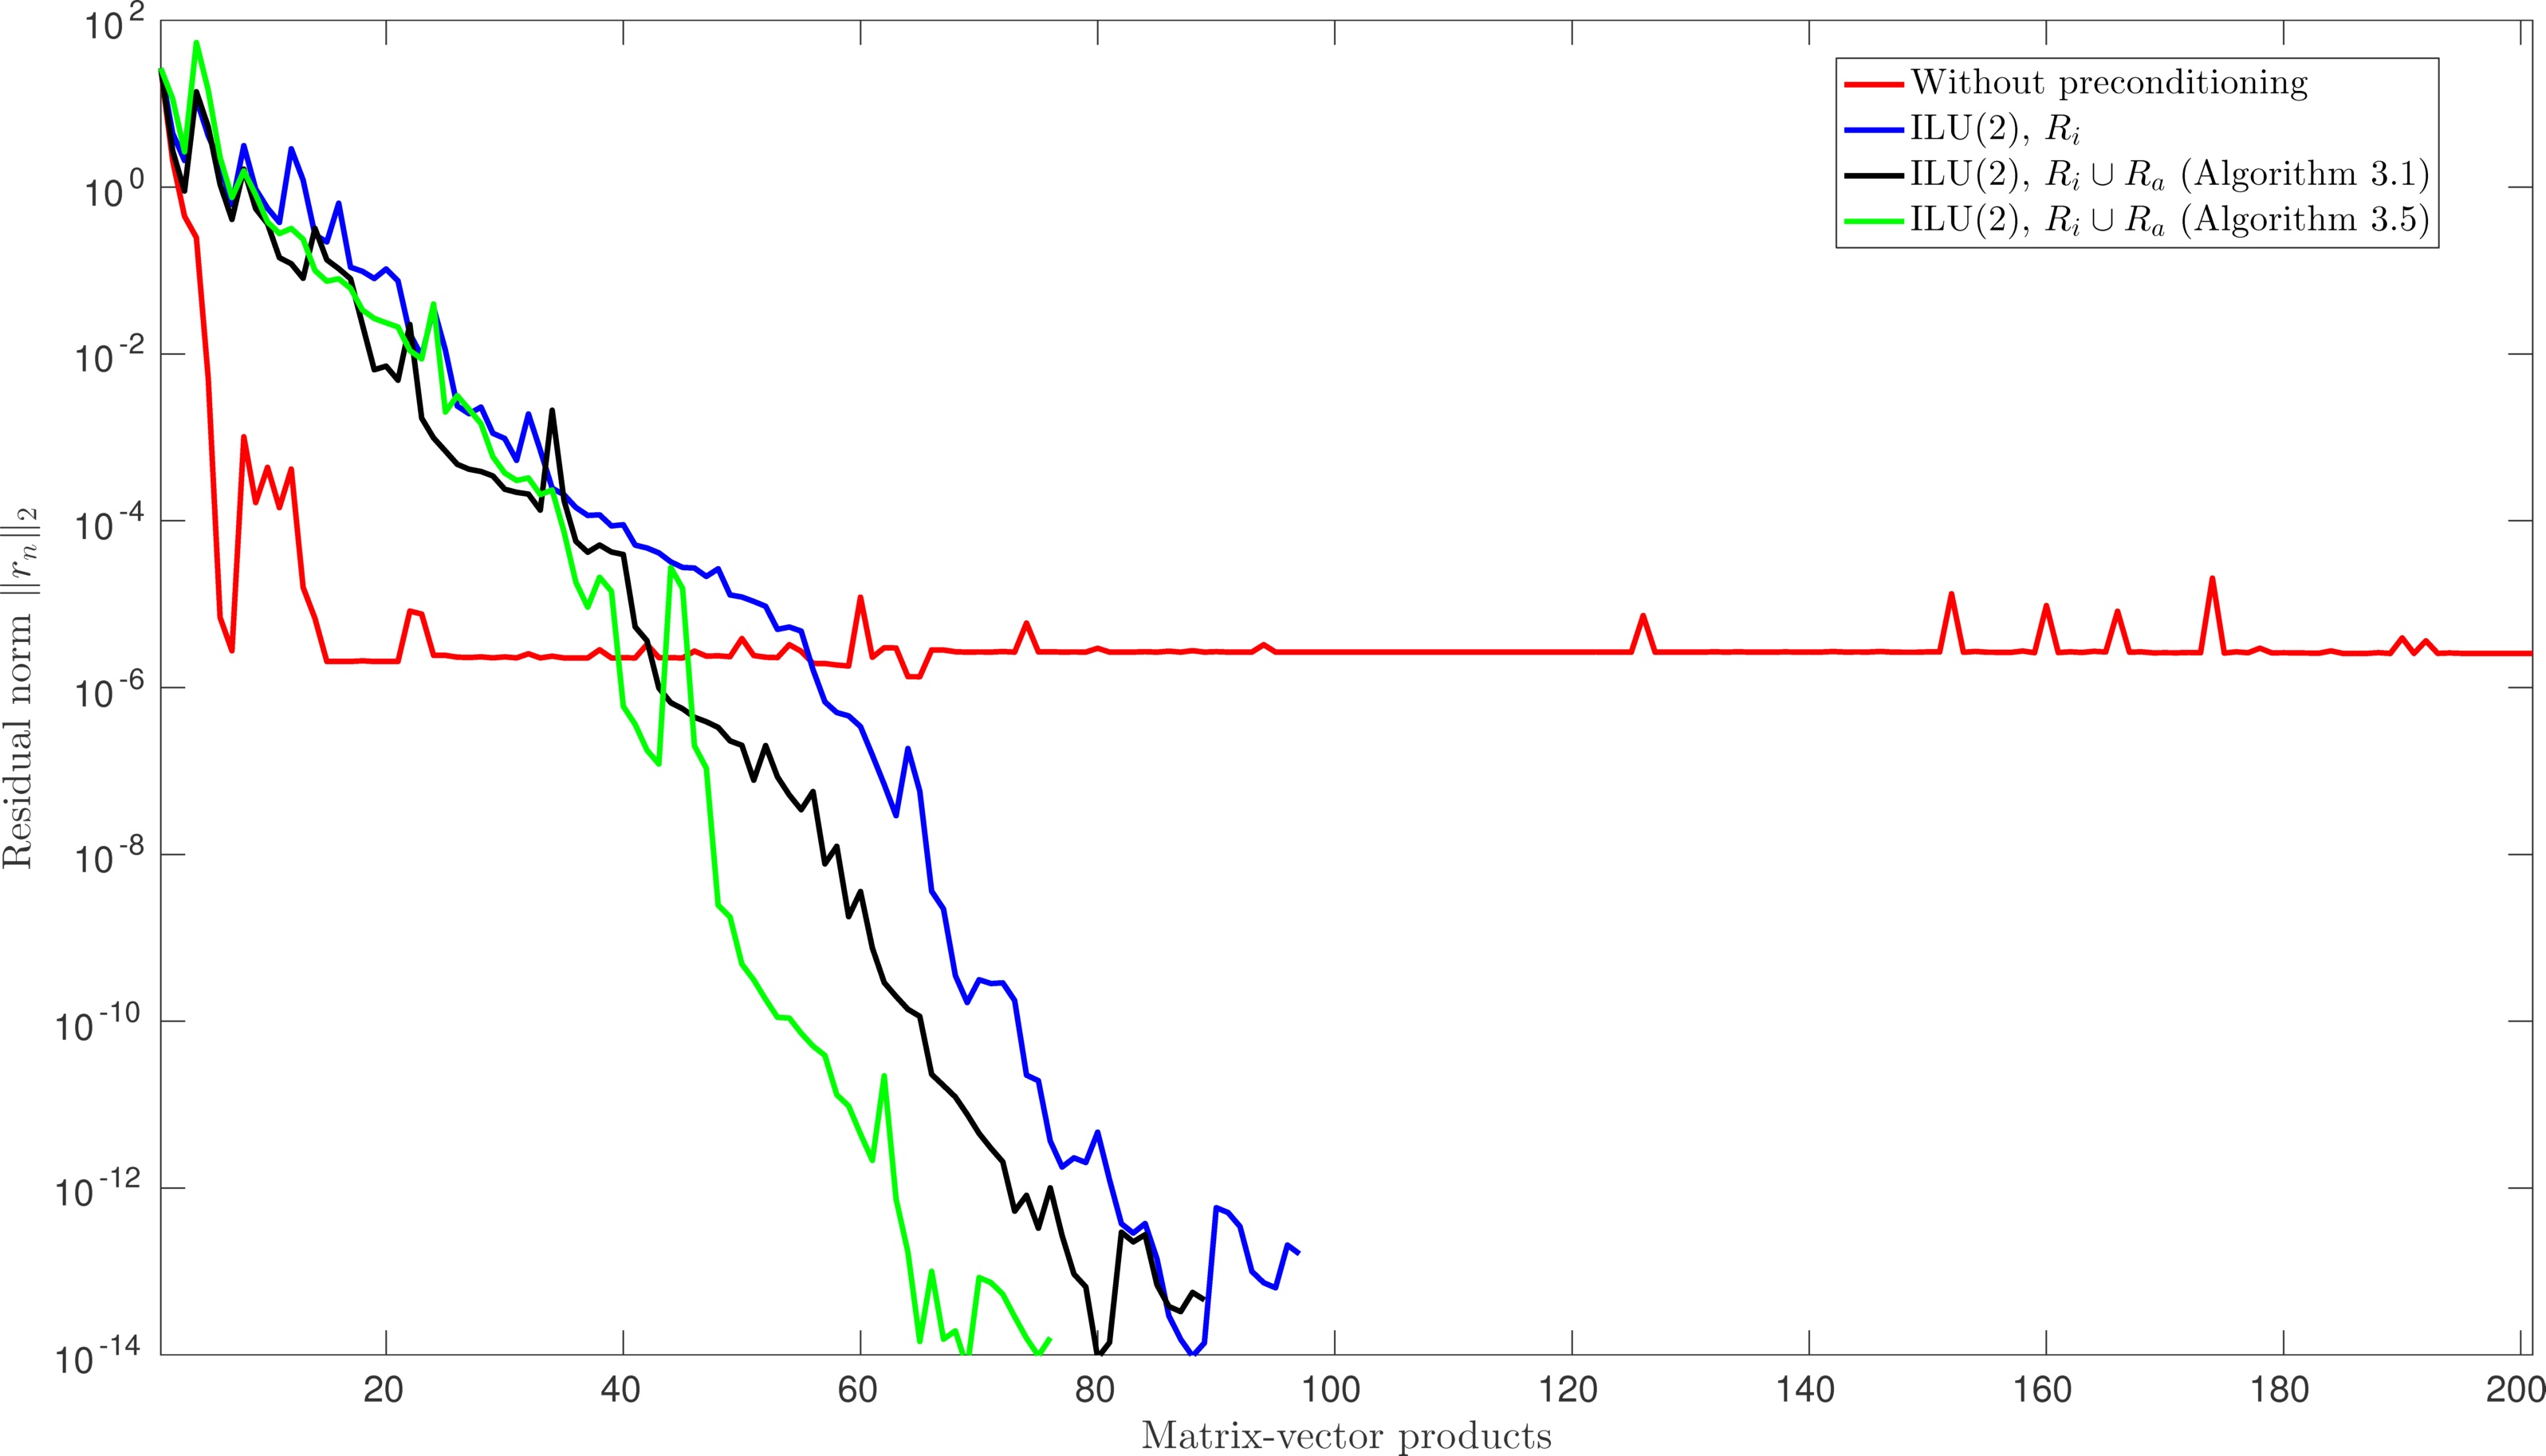 10^2
10^0
10^-2
10^-4
10^-6
10^-8
10^-10
10^-12
10^-14
Residual norm ||r_n||_2
Without preconditioning
ILU(2), R_i
ILU(2), R_i ∪ R_a (Algorithm 3.1)
ILU(2), R_i ∪ R_a (Algorithm 3.5)
20 40 60 80 100 120 140 160 180 200
Matrix-vector products